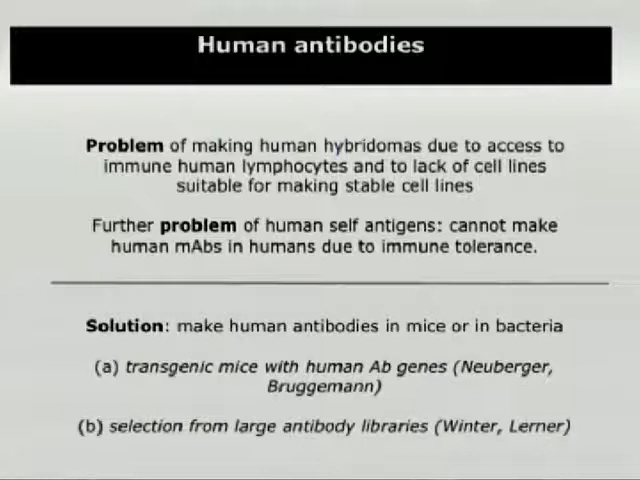 Human antibodies
Problem of making human hybridomas due to access to
immune human lymphocytes and to lack of cell lines
suitable for making stable cell lines
Further problem of human self antigens: cannot make
human mAbs in humans due to immune tolerance.
Solution: make human antibodies in mice or in bacteria
(a) transgenic mice with human Ab genes (Neuberger,
Bruggemann)
(b) selection from large antibody libraries (Winter, Lerner)